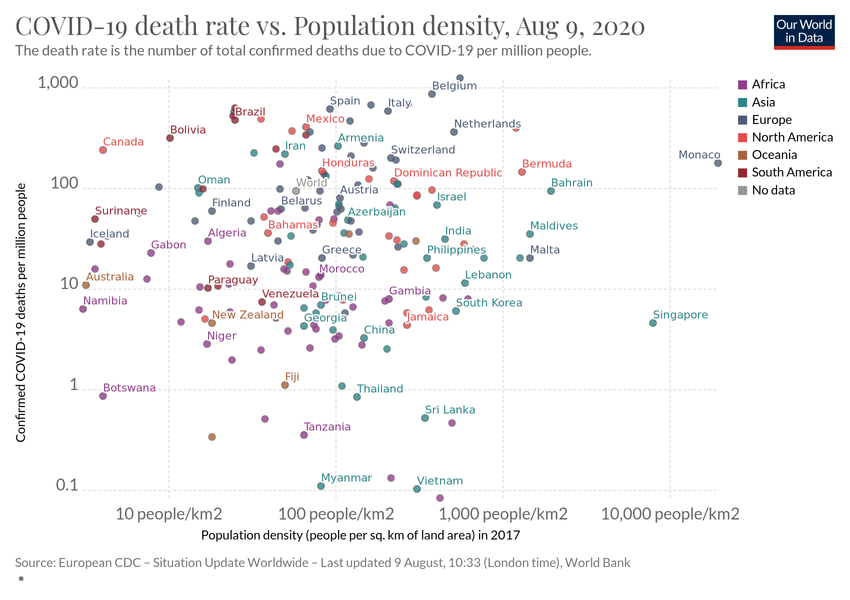 COVID-19 death rate vs. Population density, Aug 9, 2020
The death rate is the number of total confirmed deaths due to COVID-19 per million people.
Our World
in Data
1,000
100
10
1
0.1
Confirmed COVID-19 deaths per million people
Belgium
Spain
Italy
Brazil
Mexico
Netherlands
Bolivia
Armenia
Canada
Iran
Switzerland
Monaco
Honduras
Bermuda
Dominican Republic
Oman
World
Bahrain
Austria
Israel
Suriname
Finland
Belarus
Azerbaijan
Iceland
Algeria
Bahamas
India
Maldives
Gabon
Latvia
Greece
Philippines
Malta
Morocco
Australia
Paraguay
Lebanon
Namibia
Venezuela
Brunei
Gambia
South Korea
New Zealand
Georgia
Jamaica
Singapore
Niger
China
Fiji
Botswana
Thailand
Sri Lanka
Tanzania
Myanmar
Vietnam
10 people/km2
100 people/km2
1,000 people/km2
10,000 people/km2
Population density (people per sq. km of land area) in 2017
Africa
Asia
Europe
North America
Oceania
South America
No data
Source: European CDC – Situation Update Worldwide – Last updated 9 August, 10:33 (London time), World Bank